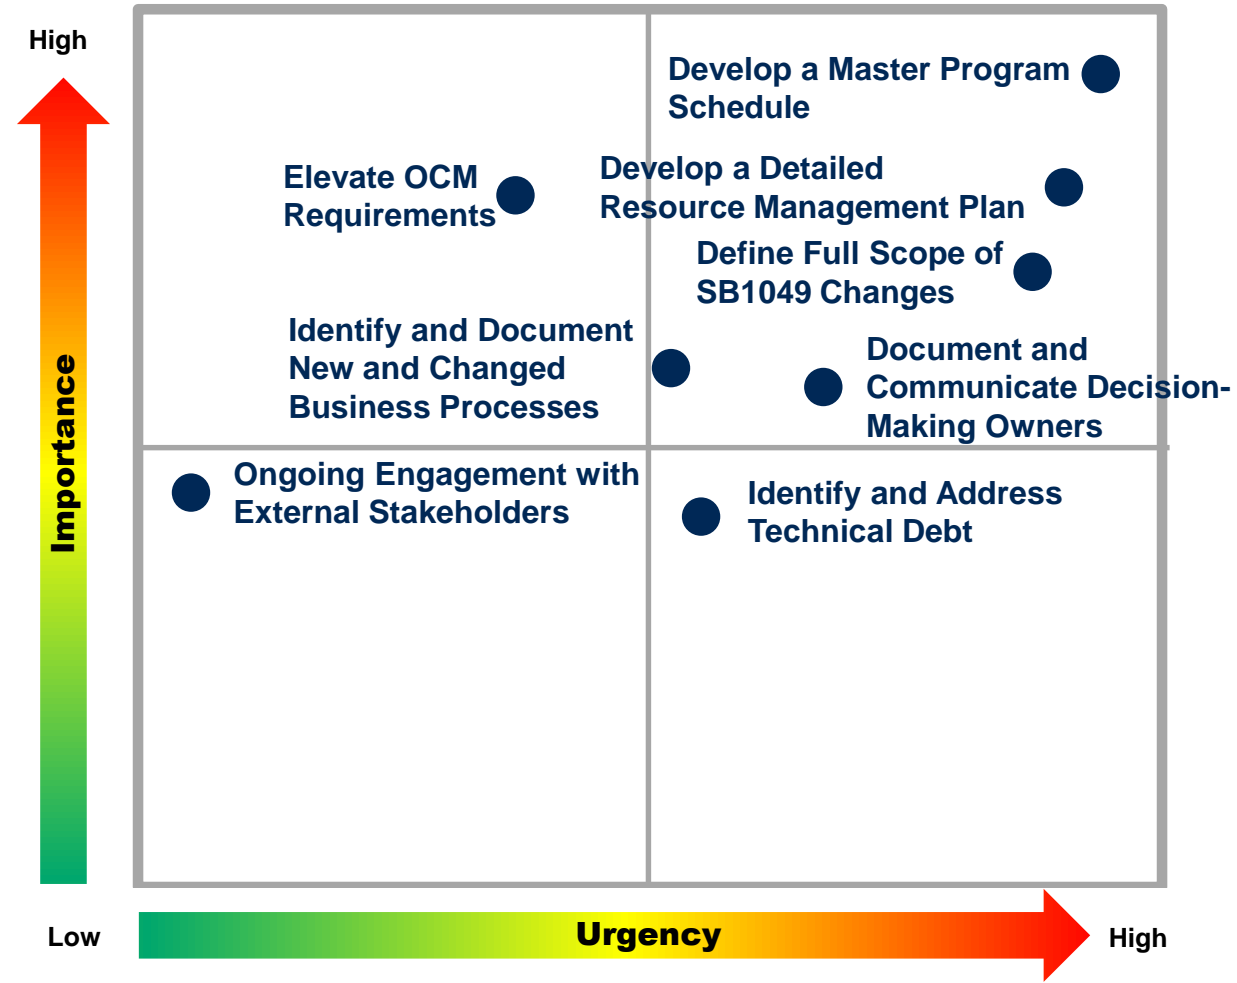 High
Develop a Master Program
Schedule
Elevate OCM
Requirements
Develop a Detailed
Resource Management Plan
Define Full Scope of
SB1049 Changes
Identify and Document
New and Changed
Business Processes
Document and
Communicate Decision-
Making Owners
Importance
Ongoing Engagement with
External Stakeholders
Identify and Address
Technical Debt
Low
Urgency
High